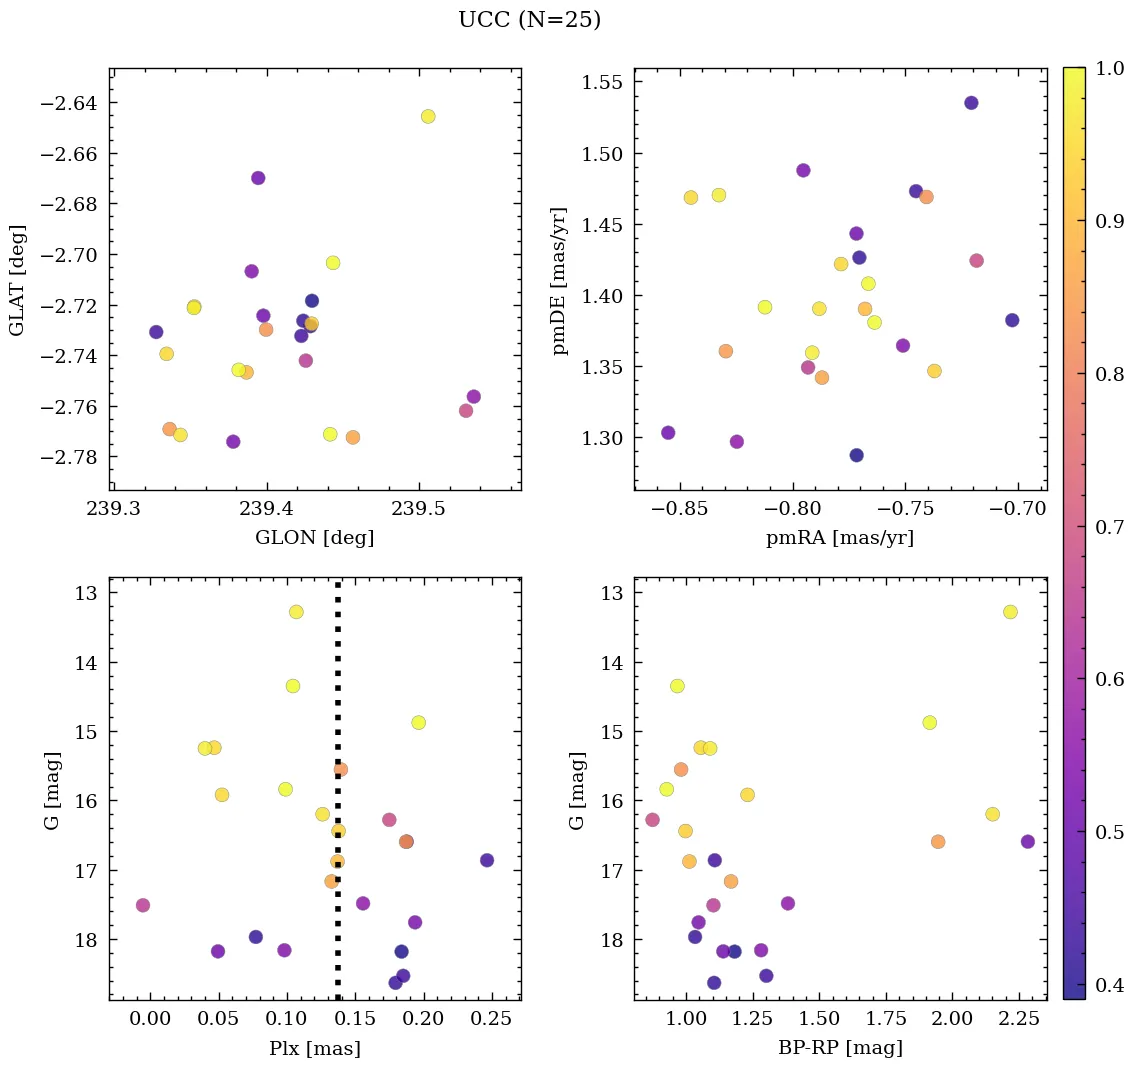 UCC (N=25)
−2.64
−2.66
−2.68
−2.70
−2.72
−2.74
−2.76
−2.78
GLAT [deg]
239.3 239.4 239.5
GLON [deg]
1.55
1.50
1.45
1.40
1.35
1.30
pmDE [mas/yr]
−0.85 −0.80 −0.75 −0.70
pmRA [mas/yr]
13
14
15
16
17
18
G [mag]
0.00 0.05 0.10 0.15 0.20 0.25
Plx [mas]
13
14
15
16
17
18
G [mag]
1.00 1.25 1.50 1.75 2.00 2.25
BP-RP [mag]
1.0
0.9
0.8
0.7
0.6
0.5
0.4